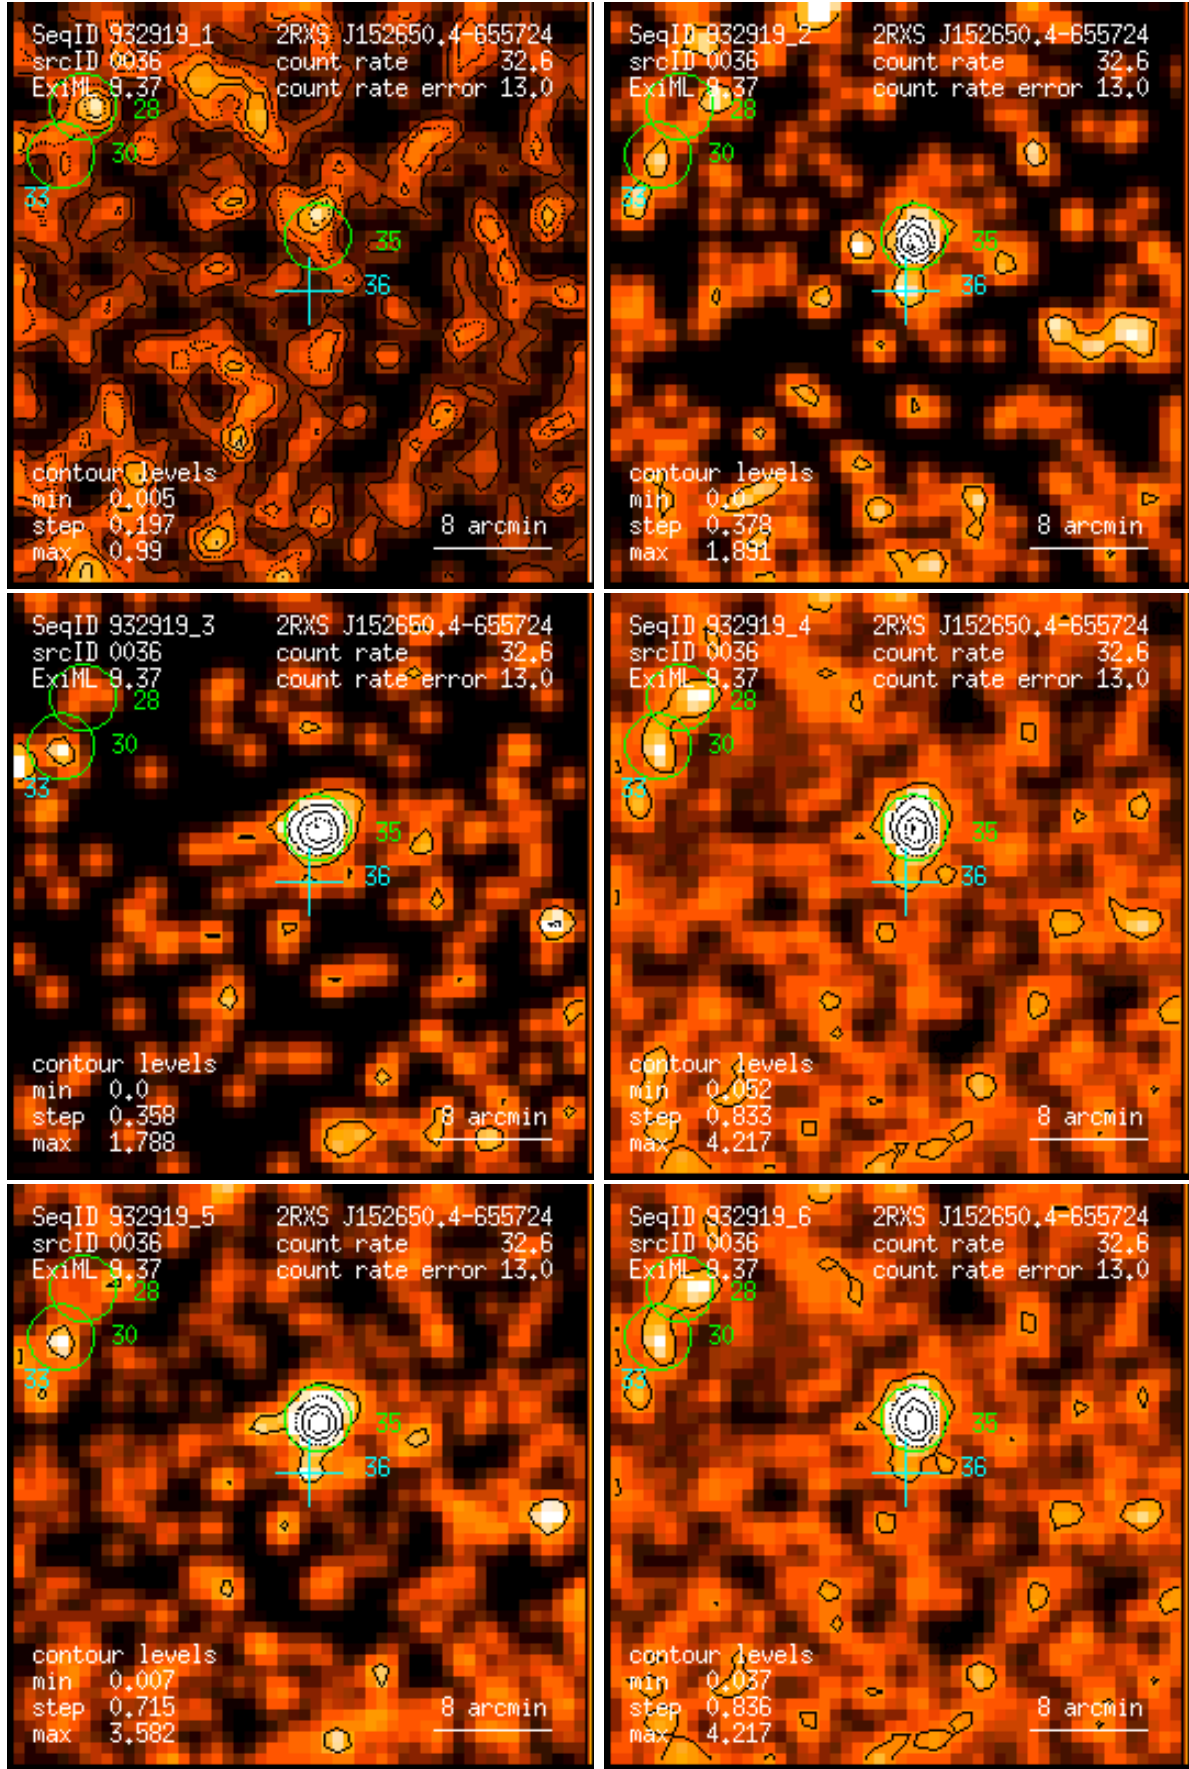 SeqID 932919_1 2RXS J152650.4-655724
srcID 0036 count rate 32.6
ExiML 9.37 count rate error 13.0
28
30
33
35
36
contour levels
min 0.005
step 0.197 8 arcmin
max 0.99
SeqID 932919_2 2RXS J152650.4-655724
srcID 0036 count rate 32.6
ExiML 9.37 count rate error 13.0
28
30
33
35
36
contour levels
min 0.0
step 0.378 8 arcmin
max 1.891
SeqID 932919_3 2RXS J152650.4-655724
srcID 0036 count rate 32.6
ExiML 9.37 count rate error 13.0
28
30
33
35
36
contour levels
min 0.0
step 0.358 8 arcmin
max 1.788
SeqID 932919_4 2RXS J152650.4-655724
srcID 0036 count rate 32.6
ExiML 9.37 count rate error 13.0
28
30
33
35
36
contour levels
min 0.052
step 0.833 8 arcmin
max 4.217
SeqID 932919_5 2RXS J152650.4-655724
srcID 0036 count rate 32.6
ExiML 9.37 count rate error 13.0
28
30
33
35
36
contour levels
min 0.007
step 0.715 8 arcmin
max 3.582
SeqID 932919_6 2RXS J152650.4-655724
srcID 0036 count rate 32.6
ExiML 9.37 count rate error 13.0
28
30
33
35
36
contour levels
min 0.037
step 0.836 8 arcmin
max 4.217